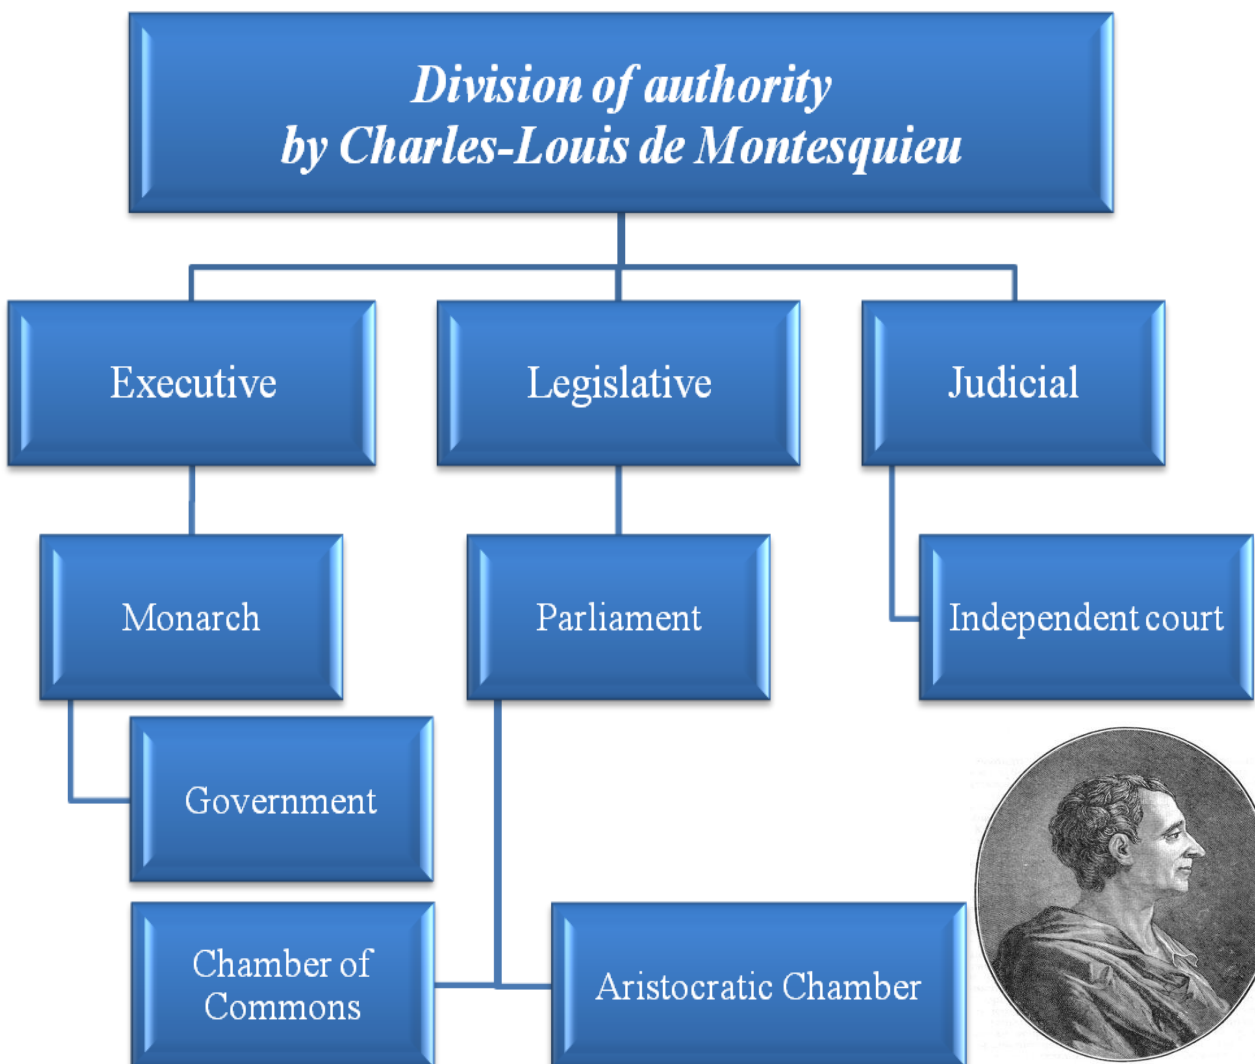 Division of authority
by Charles-Louis de Montesquieu
Executive
Legislative
Judicial
Monarch
Parliament
Independent court
Government
Chamber of
Commons
Aristocratic Chamber